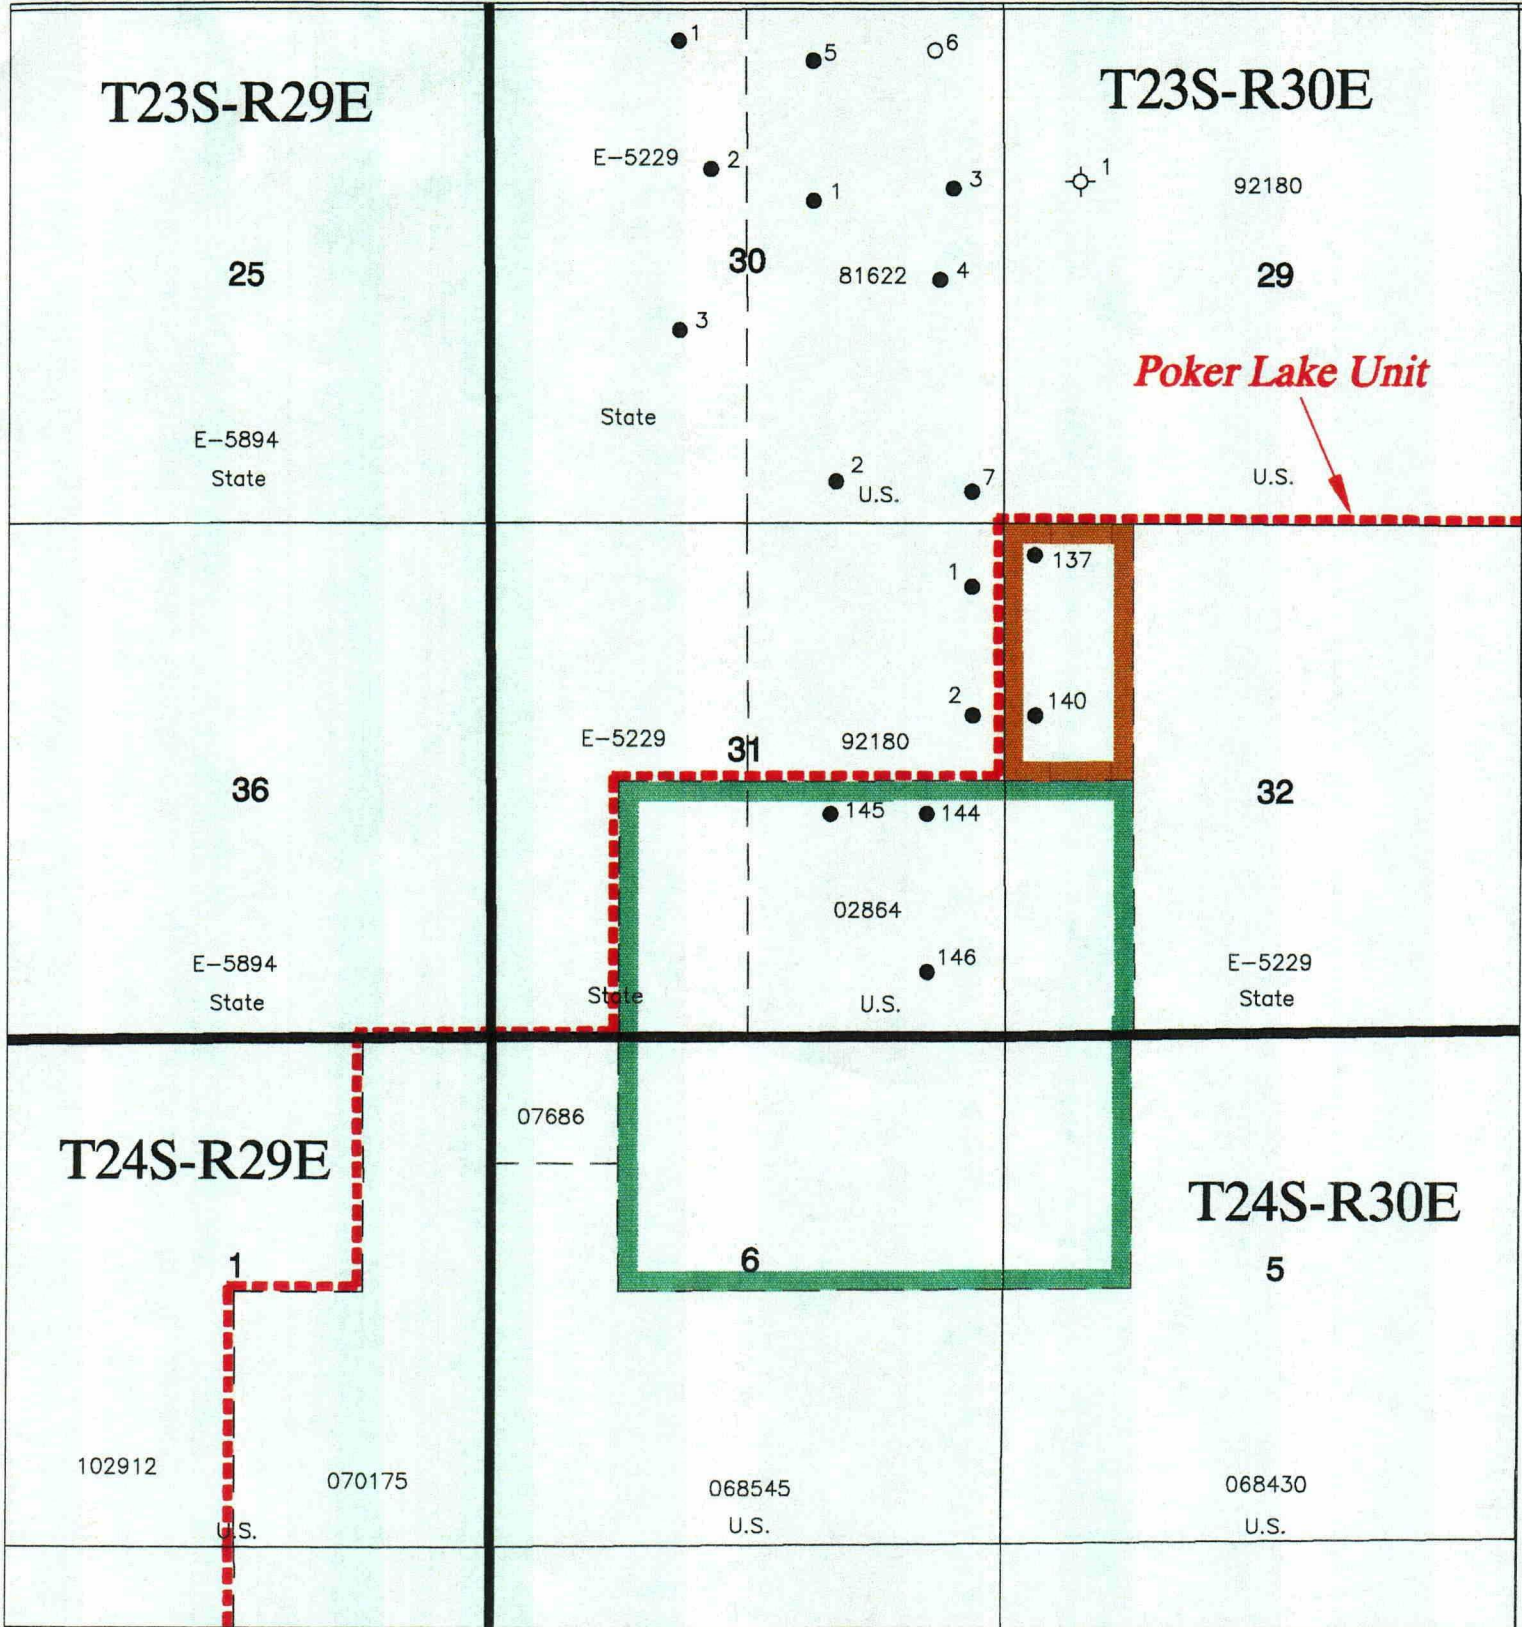 1
5
6
T23S-R29E
T23S-R30E
E-5229
2
1
3
1
92180
25
30
81622
4
29
3
Poker Lake Unit
State
E-5894
State
2
U.S.
7
U.S.
137
1
2
140
E-5229
31
92180
36
32
145
144
02864
146
E-5894
State
State
U.S.
E-5229
State
07686
T24S-R29E
T24S-R30E
1
6
5
102912
070175
068545
068430
U.S.
U.S.
U.S.